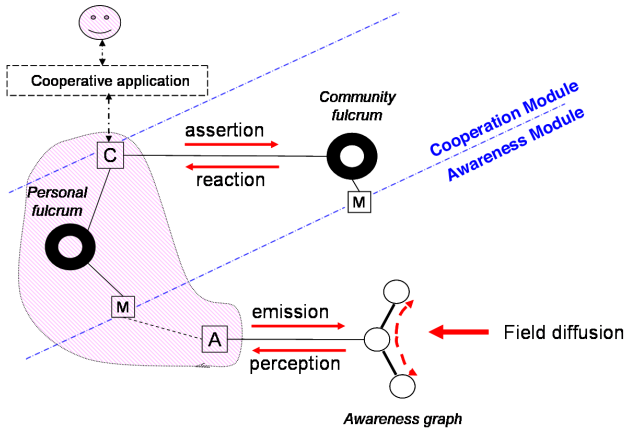 Cooperative application
Community
fulcrum
Cooperation Module
Awareness Module
assertion
C
reaction
Personal
fulcrum
M
M
emission
A
perception
Field diffusion
Awareness graph